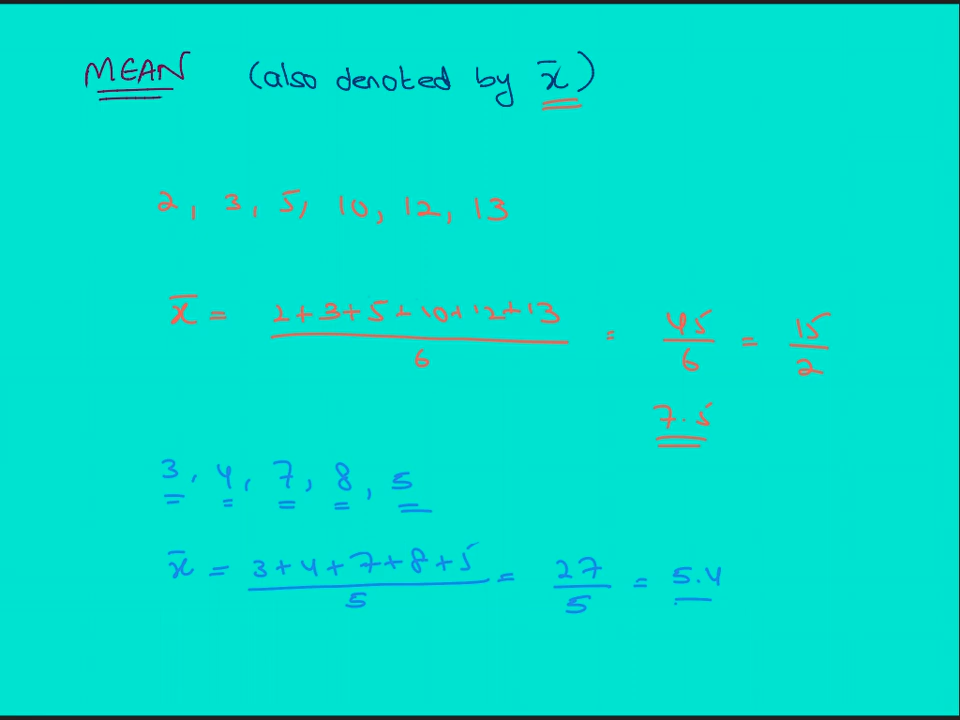 MEAN (also denoted by x̄)
2, 3, 5, 10, 12, 13
x̄ = 2+3+5+10+12+13 / 6 = 45/6 = 15/2
7.5
3, 4, 7, 8, 5
x̄ = 3+4+7+8+5 / 5 = 27/5 = 5.4